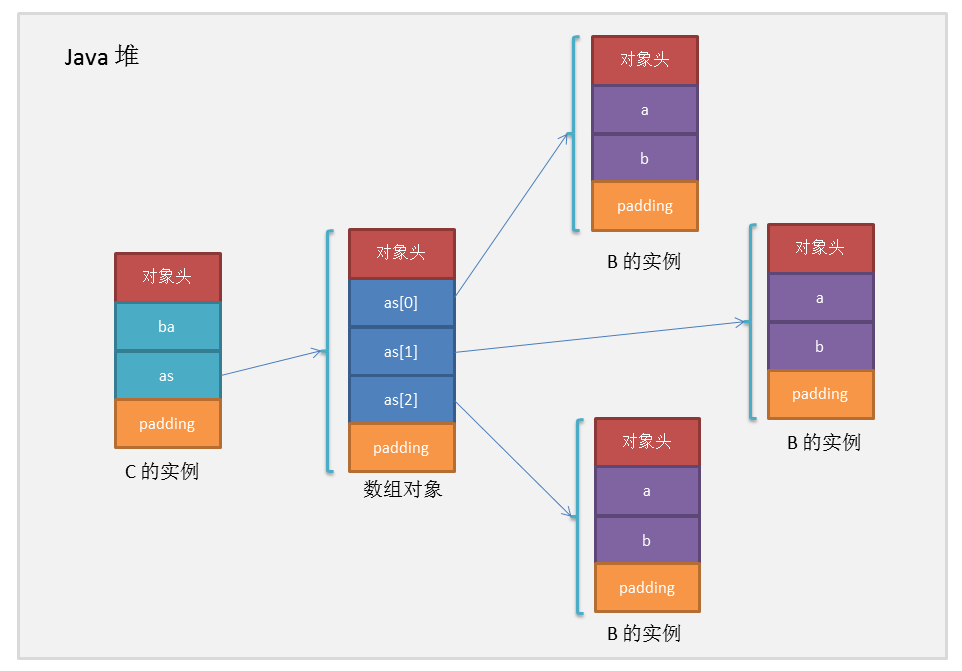 Java 堆
对象头
ba
as
padding
C 的实例
对象头
as[0]
as[1]
as[2]
padding
数组对象
对象头
a
b
padding
B 的实例
对象头
a
b
padding
B 的实例
对象头
a
b
padding
B 的实例